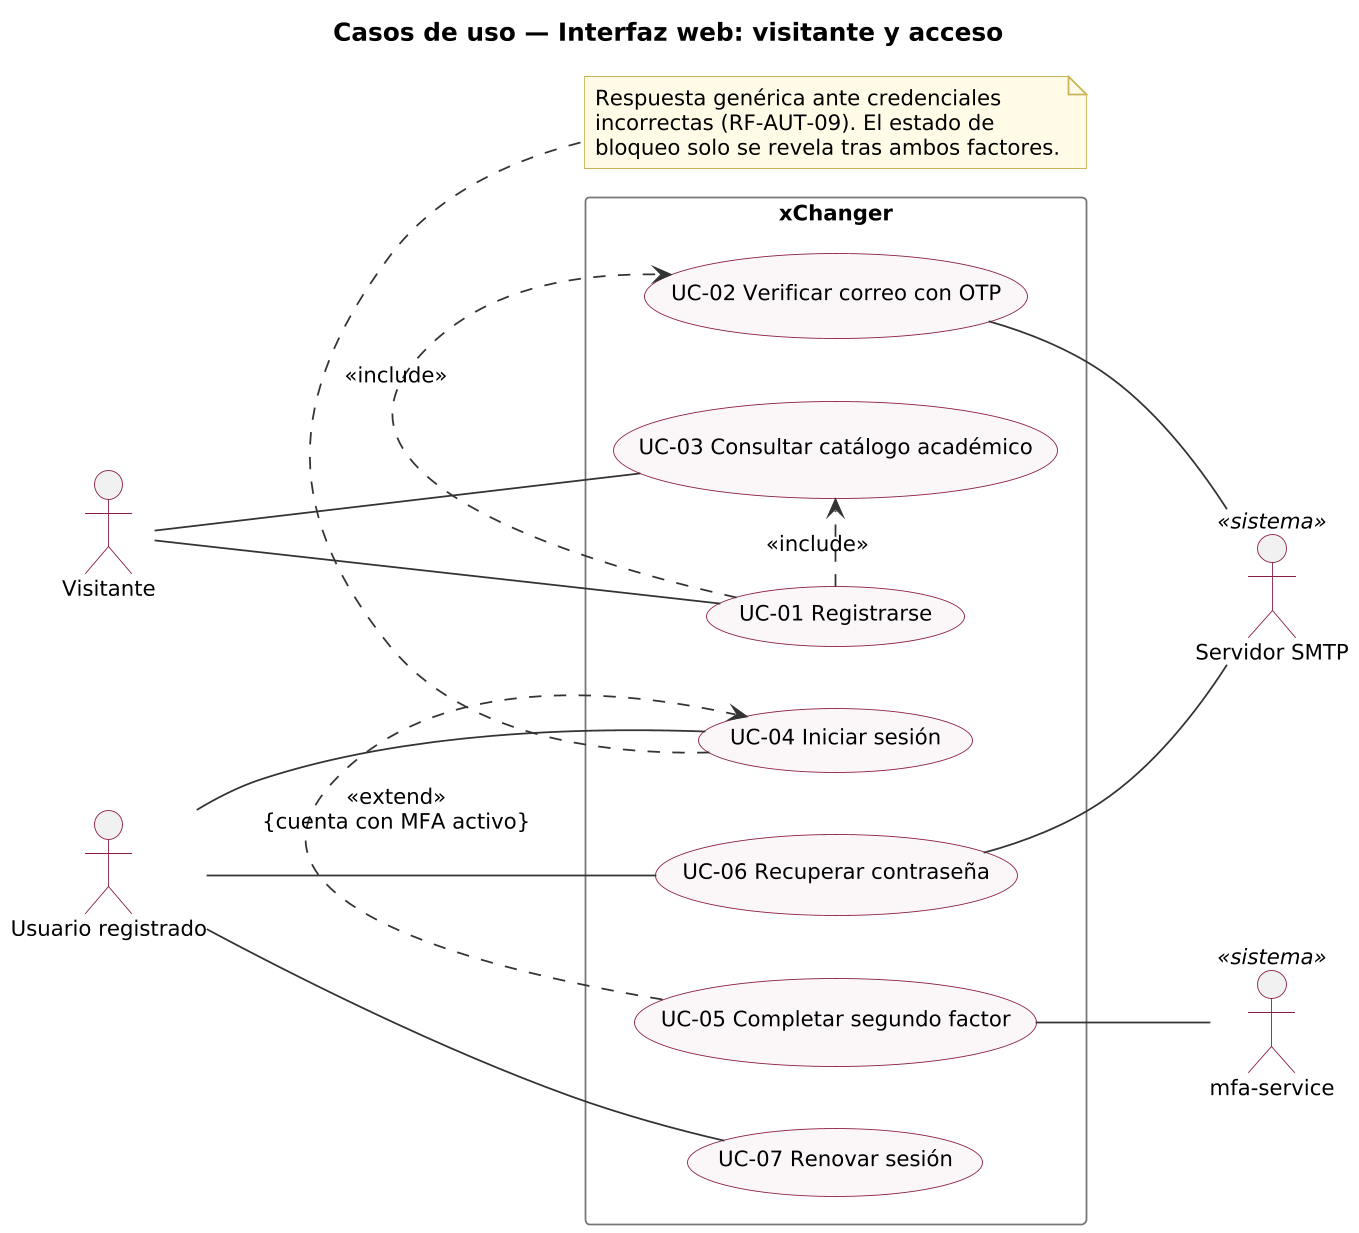 Casos de uso — Interfaz web: visitante y acceso
Respuesta genérica ante credenciales
incorrectas (RF-AUT-09). El estado de
bloqueo solo se revela tras ambos factores.
xChanger
UC-02 Verificar correo con OTP
«include»
UC-03 Consultar catálogo académico
«sistema»
«include»
Visitante
UC-01 Registrarse
Servidor SMTP
UC-04 Iniciar sesión
«extend»
{cuenta con MFA activo}
UC-06 Recuperar contraseña
Usuario registrado
«sistema»
UC-05 Completar segundo factor
mfa-service
UC-07 Renovar sesión